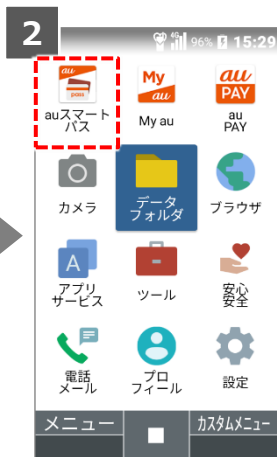 2
4G 96% 15:29
au
pass
My
au
au
PAY
auスマート
パス
My au
au
PAY
カメラ
データ
フォルダ
ブラウザ
A
アプリ
サービス
ツール
安心
安全
電話
メール
プロ
フィール
設定
メニュー
カスタムメニュー